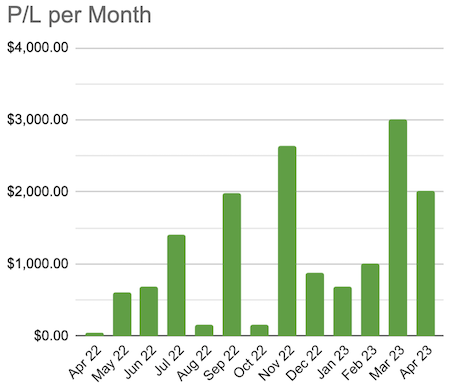 P/L per Month
$4,000.00
$3,000.00
$2,000.00
$1,000.00
$0.00
Apr 22
May 22
Jun 22
Jul 22
Aug 22
Sep 22
Oct 22
Nov 22
Dec 22
Jan 23
Feb 23
Mar 23
Apr 23